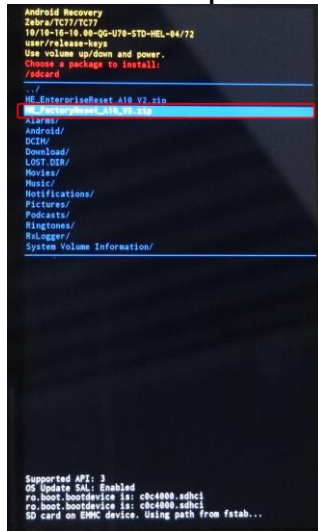 Android Recovery
Zebra/TC77/TC77
10/10-16-10.00-QG-U70-STD-HEL-04/72
user/release-keys
Use volume up/down and power.
Choose a package to install:
/sdcard
../
HE_EnterpriseReset_A10_V2.zip
HE_FactoryReset_A10_V2.zip
Alarms/
Android/
DCIM/
Download/
LOST.DIR/
Movies/
Music/
Notifications/
Pictures/
Podcasts/
Ringtones/
RxLogger/
System Volume Information/
Supported API: 3
OS Update SAL: Enabled
ro.boot.bootdevice is: c0c4000.sdhci
ro.boot.bootdevice is: c0c4000.sdhci
SD card on EMMC device. Using path from fstab...